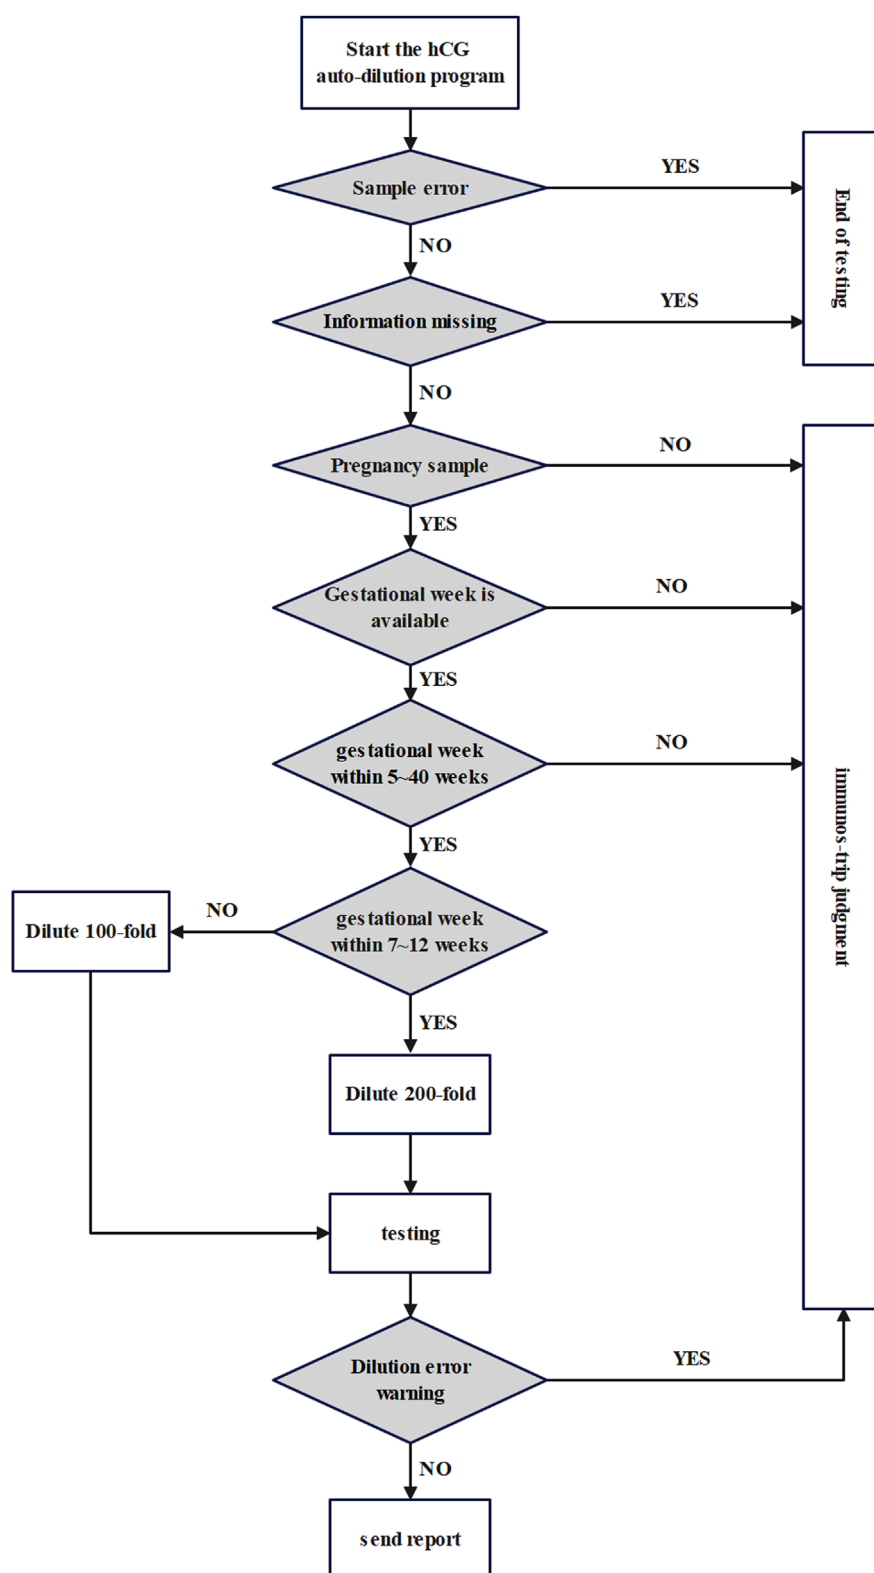 Start the hCG
auto-dilution program
Sample error
YES
NO
End of testing
Information missing
YES
NO
Pregnancy sample
NO
YES
Gestational week is
available
NO
YES
gestational week
within 5~40 weeks
NO
YES
immunos-trip judgment
gestational week
within 7~12 weeks
NO
Dilute 100-fold
YES
Dilute 200-fold
testing
Dilution error
warning
YES
NO
send report